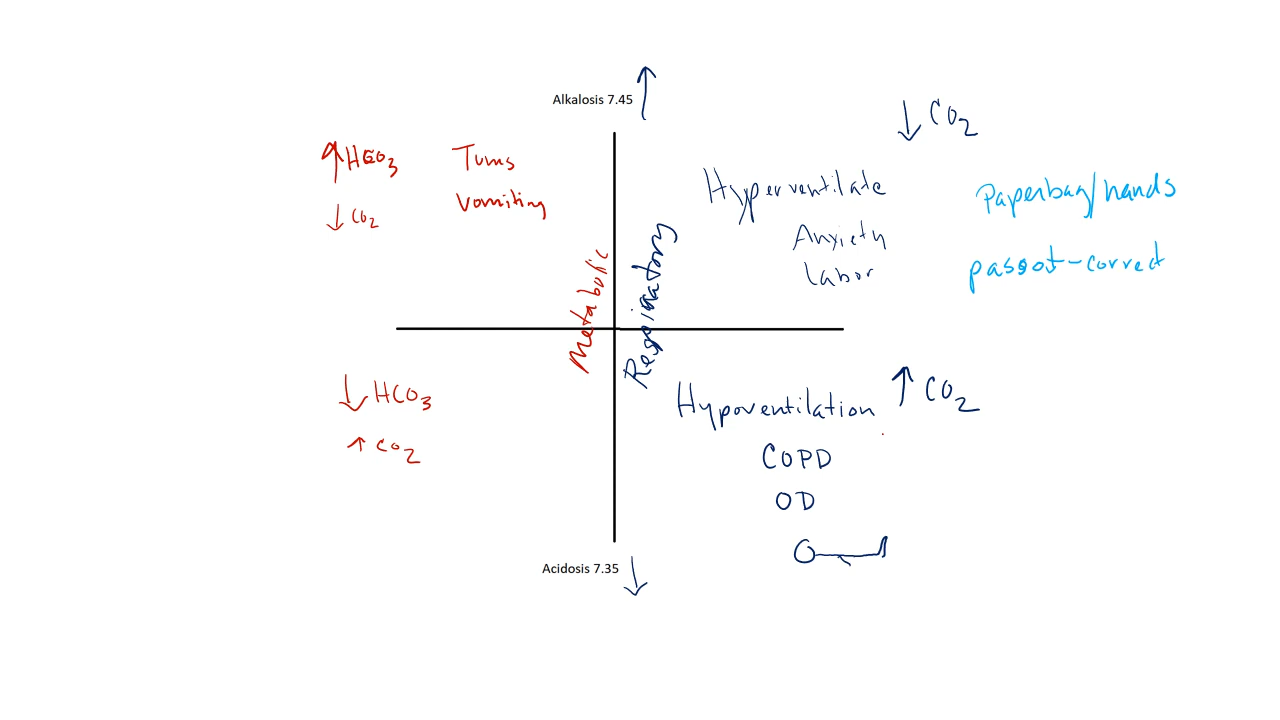 Alkalosis 7.45 ↑
↑ HCO3 Tums
↓ CO2 vomiting
↓ CO2
Hyperventilate
Anxiety
Labor
Paperbag/hands
Metabolic
Respiratory
↓ HCO3
↑ CO2
Hypoventilation ↑ CO2
COPD
OD
Acidosis 7.35 ↓